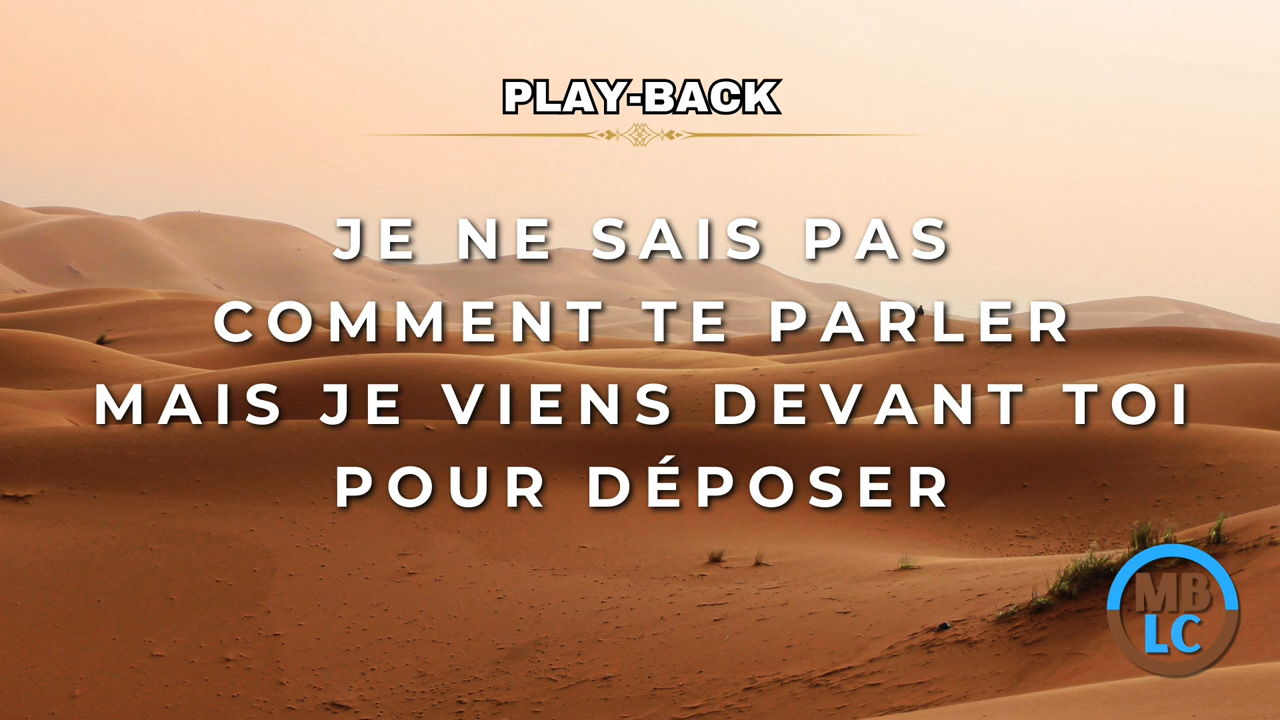 PLAY-BACK
JE NE SAIS PAS
COMMENT TE PARLER
MAIS JE VIENS DEVANT TOI
POUR DÉPOSER
MB
LC